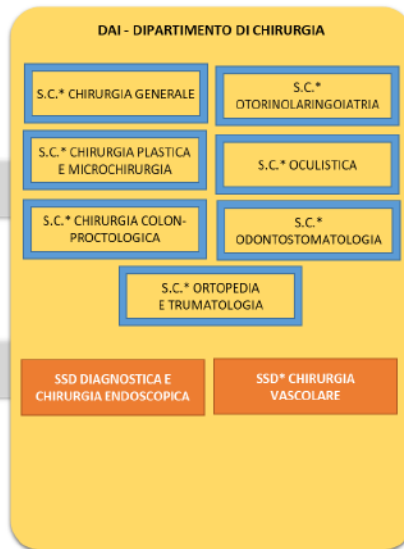 DAI - DIPARTIMENTO DI CHIRURGIA
S.C.* CHIRURGIA GENERALE
S.C.*
OTORINOLARINGOIATRIA
S.C.* CHIRURGIA PLASTICA
E MICROCHIRURGIA
S.C.* OCULISTICA
S.C.* CHIRURGIA COLON-
PROCTOLOGICA
S.C.*
ODONTOSTOMATOLOGIA
S.C.* ORTOPEDIA
E TRUMATOLOGIA
SSD DIAGNOSTICA E
CHIRURGIA ENDOSCOPICA
SSD* CHIRURGIA
VASCOLARE